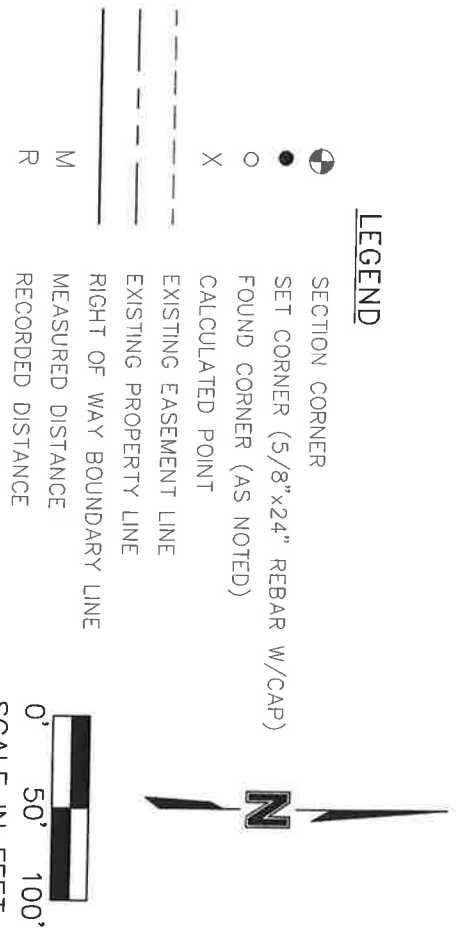 LEGEND
SECTION CORNER
SET CORNER (5/8"x24" REBAR W/CAP)
FOUND CORNER (AS NOTED)
X CALCULATED POINT
EXISTING EASEMENT LINE
EXISTING PROPERTY LINE
RIGHT OF WAY BOUNDARY LINE
M MEASURED DISTANCE
R RECORDED DISTANCE
N
0' 50' 100'
SCALE IN FEET